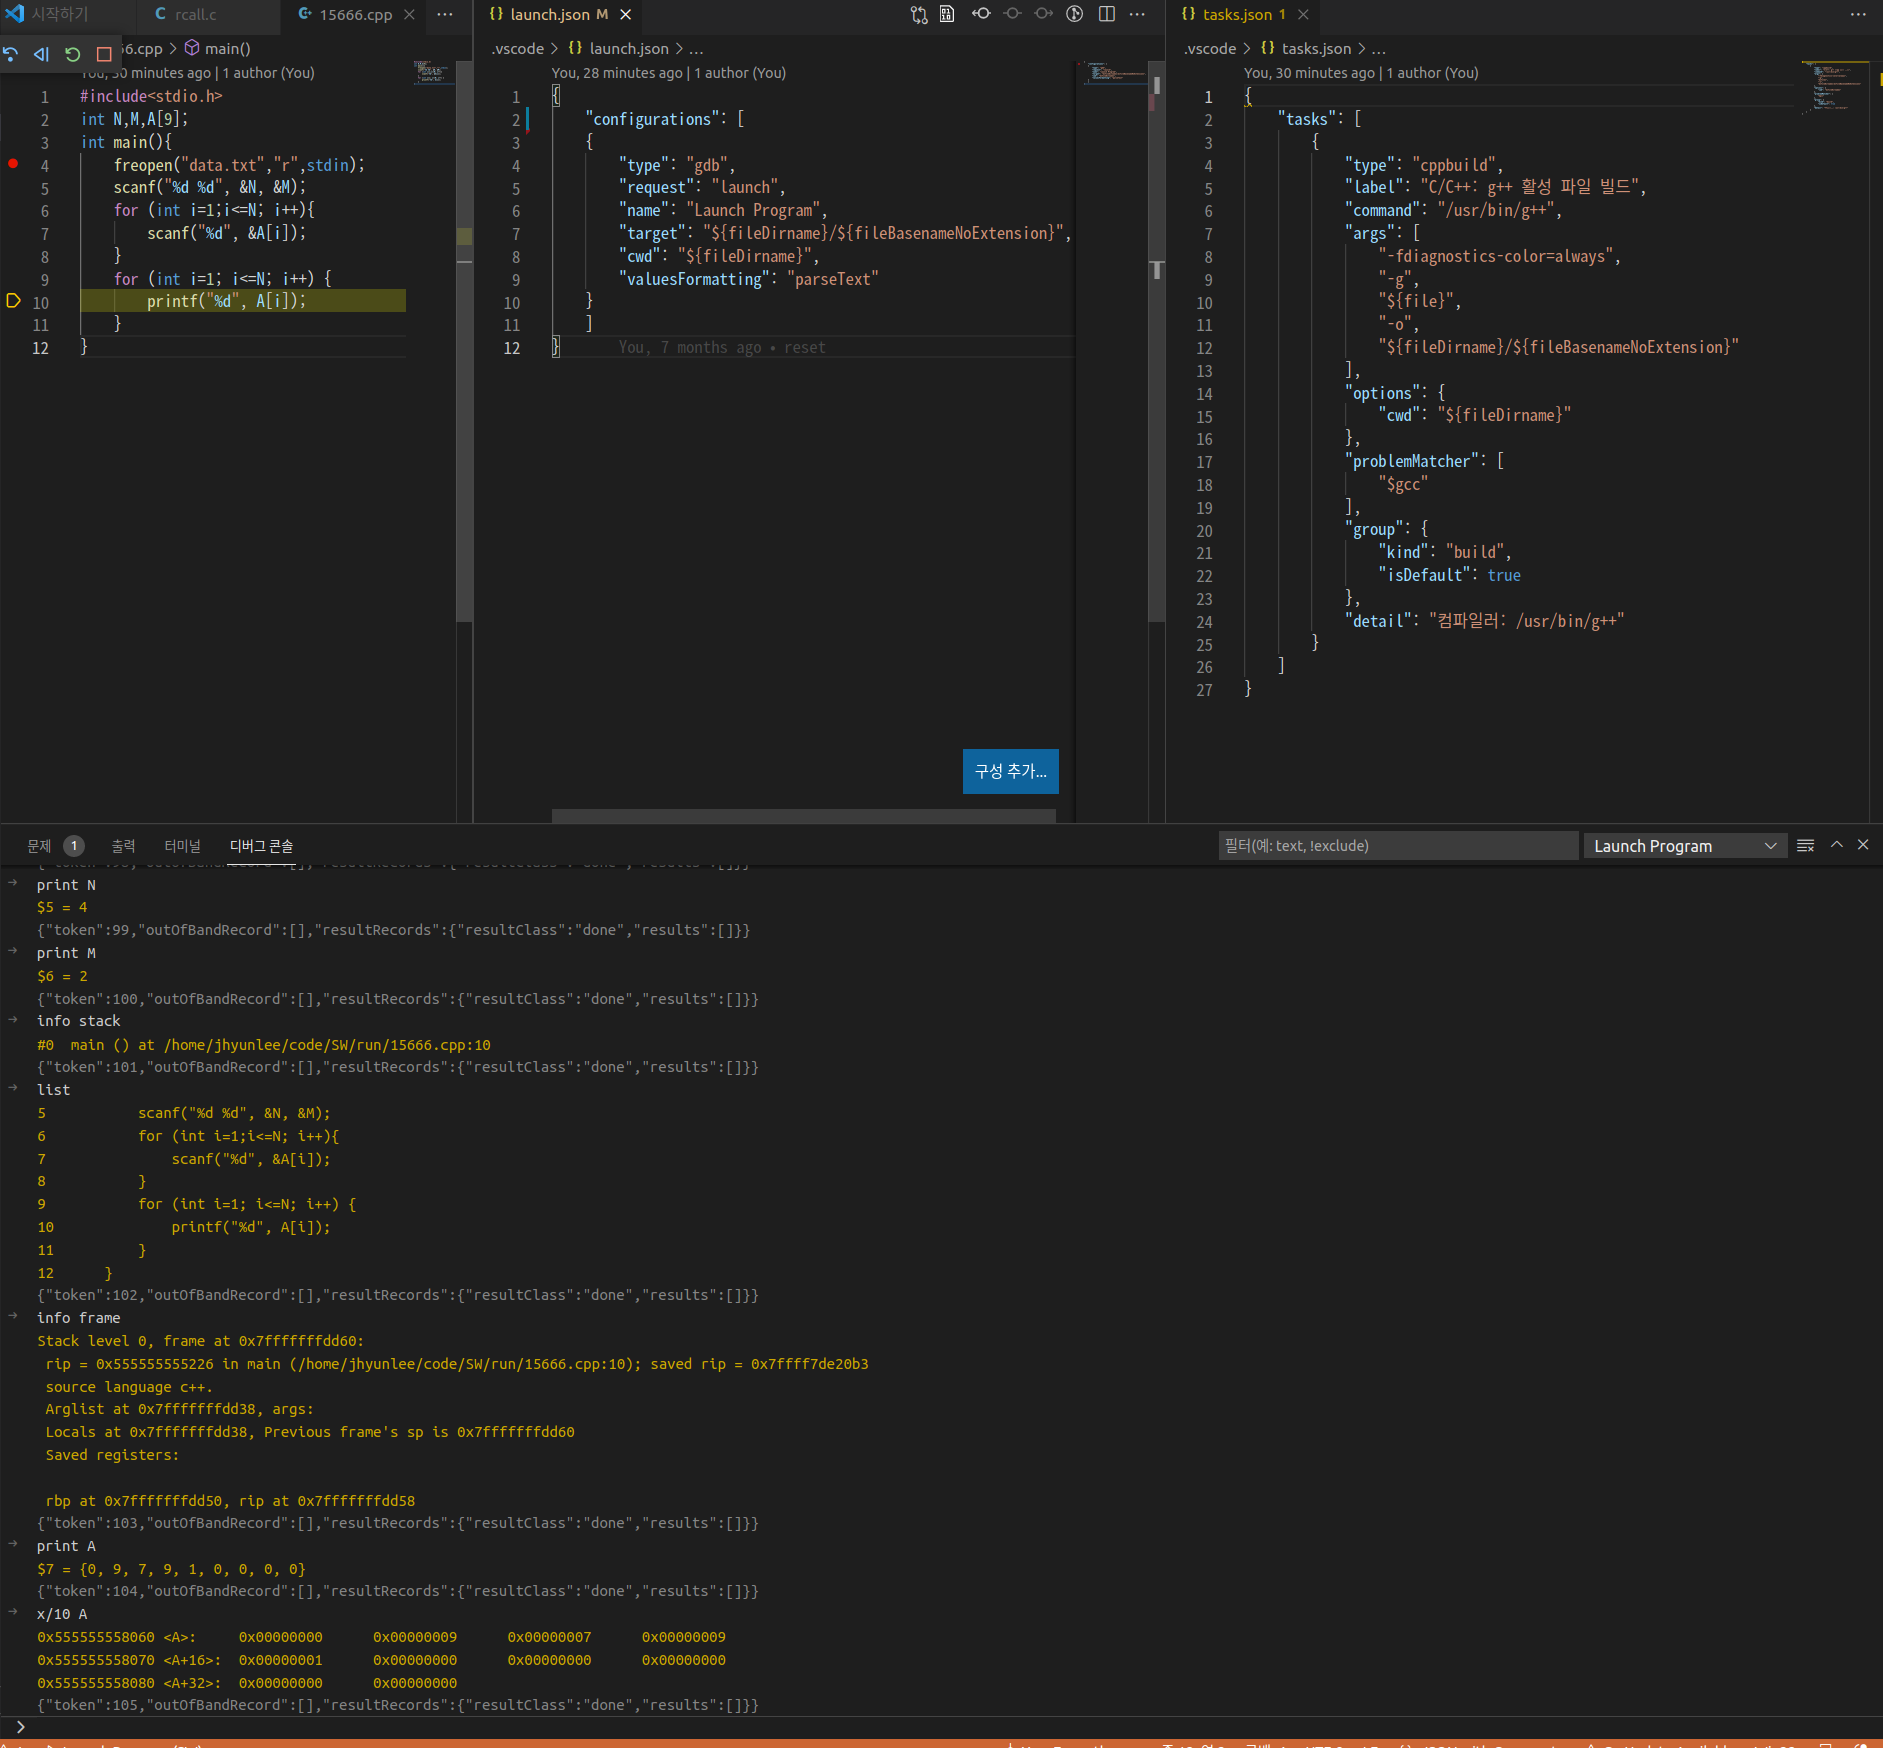 시작하기
rcall.c
15666.cpp
66.cpp > main()
You, 30 minutes ago | 1 author (You)
1 #include<stdio.h>
2 int N,M,A[9];
3 int main(){
4     freopen("data.txt","r",stdin);
5     scanf("%d %d", &N, &M);
6     for (int i=1;i<=N; i++){
7         scanf("%d", &A[i]);
8     }
9     for (int i=1; i<=N; i++) {
10         printf("%d", A[i]);
11     }
12 }
{} launch.json M
.vscode > {} launch.json > ...
You, 28 minutes ago | 1 author (You)
1 {
2     "configurations": [
3     {
4         "type": "gdb",
5         "request": "launch",
6         "name": "Launch Program",
7         "target": "${fileDirname}/${fileBasenameNoExtension}",
8         "cwd": "${fileDirname}",
9         "valuesFormatting": "parseText"
10     }
11     ]
12 } You, 7 months ago • reset
구성 추가...
{} tasks.json 1
.vscode > {} tasks.json > ...
You, 30 minutes ago | 1 author (You)
1 {
2     "tasks": [
3         {
4             "type": "cppbuild",
5             "label": "C/C++: g++ 활성 파일 빌드",
6             "command": "/usr/bin/g++",
7             "args": [
8                 "-fdiagnostics-color=always",
9                 "-g",
10                 "${file}",
11                 "-o",
12                 "${fileDirname}/${fileBasenameNoExtension}"
13             ],
14             "options": {
15                 "cwd": "${fileDirname}"
16             },
17             "problemMatcher": [
18                 "$gcc"
19             ],
20             "group": {
21                 "kind": "build",
22                 "isDefault": true
23             },
24             "detail": "컴파일러: /usr/bin/g++"
25         }
26     ]
27 }
문제 1 출력 터미널 디버그 콘솔
필터(예: text, !exclude)
Launch Program
print N
$5 = 4
{"token":99,"outOfBandRecord":[],"resultRecords":{"resultClass":"done","results":[]}}
print M
$6 = 2
{"token":100,"outOfBandRecord":[],"resultRecords":{"resultClass":"done","results":[]}}
info stack
#0  main () at /home/jhyunlee/code/SW/run/15666.cpp:10
{"token":101,"outOfBandRecord":[],"resultRecords":{"resultClass":"done","results":[]}}
list
5           scanf("%d %d", &N, &M);
6           for (int i=1;i<=N; i++){
7               scanf("%d", &A[i]);
8           }
9           for (int i=1; i<=N; i++) {
10              printf("%d", A[i]);
11          }
12      }
{"token":102,"outOfBandRecord":[],"resultRecords":{"resultClass":"done","results":[]}}
info frame
Stack level 0, frame at 0x7fffffffdd60:
 rip = 0x555555555226 in main (/home/jhyunlee/code/SW/run/15666.cpp:10); saved rip = 0x7ffff7de20b3
 source language c++.
 Arglist at 0x7fffffffdd38, args:
 Locals at 0x7fffffffdd38, Previous frame's sp is 0x7fffffffdd60
 Saved registers:
 rbp at 0x7fffffffdd50, rip at 0x7fffffffdd58
{"token":103,"outOfBandRecord":[],"resultRecords":{"resultClass":"done","results":[]}}
print A
$7 = {0, 9, 7, 9, 1, 0, 0, 0, 0}
{"token":104,"outOfBandRecord":[],"resultRecords":{"resultClass":"done","results":[]}}
x/10 A
0x555555558060 <A>:     0x00000000      0x00000009      0x00000007      0x00000009
0x555555558070 <A+16>:  0x00000001      0x00000000      0x00000000      0x00000000
0x555555558080 <A+32>:  0x00000000      0x00000000
{"token":105,"outOfBandRecord":[],"resultRecords":{"resultClass":"done","results":[]}}